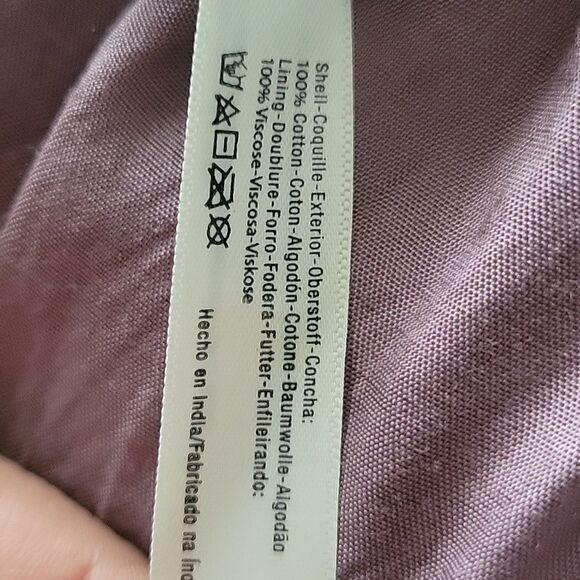 Shell-Coquille-Exterior-Oberstoff-Concha:
100% Cotton-Coton-Algodón-Cotone-Baumwolle-Algodão
Lining-Doublure-Forro-Fodera-Futter-Enfileirando:
100% Viscose-Viscosa-Viskose
Hecho en India/Fabricado na